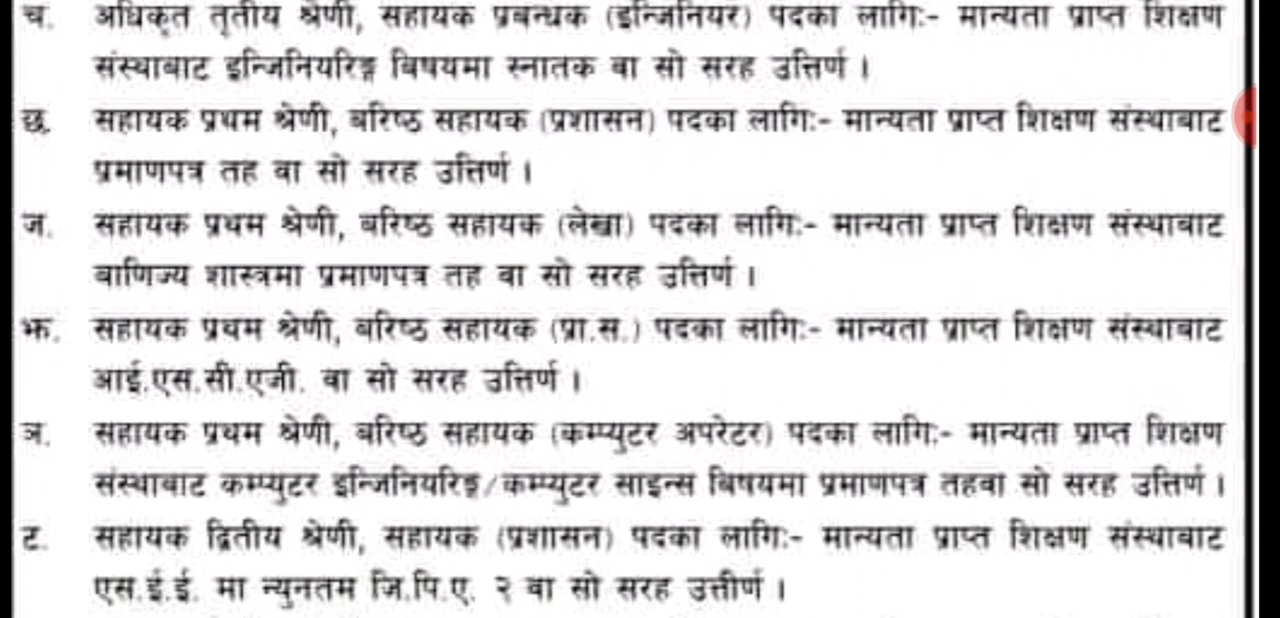 च. अधिकृत तृतीय श्रेणी, सहायक प्रबन्धक (इन्जिनियर) पदका लागिः- मान्यता प्राप्त शिक्षण
संस्थाबाट इन्जिनियरिङ्ग बिषयमा स्नातक वा सो सरह उत्तिर्ण ।
छ. सहायक प्रथम श्रेणी, बरिष्ठ सहायक (प्रशासन) पदका लागिः- मान्यता प्राप्त शिक्षण संस्थाबाट
प्रमाणपत्र तह वा सो सरह उत्तिर्ण ।
ज. सहायक प्रथम श्रेणी, बरिष्ठ सहायक (लेखा) पदका लागिः- मान्यता प्राप्त शिक्षण संस्थाबाट
बाणिज्य शास्त्रमा प्रमाणपत्र तह वा सो सरह उत्तिर्ण ।
झ. सहायक प्रथम श्रेणी, बरिष्ठ सहायक (प्रा.स.) पदका लागिः- मान्यता प्राप्त शिक्षण संस्थाबाट
आई.एस.सी.एजी. वा सो सरह उत्तिर्ण ।
ञ. सहायक प्रथम श्रेणी, बरिष्ठ सहायक (कम्प्युटर अपरेटर) पदका लागिः- मान्यता प्राप्त शिक्षण
संस्थाबाट कम्प्युटर इन्जिनियरिङ्ग/कम्प्युटर साइन्स बिषयमा प्रमाणपत्र तहवा सो सरह उत्तिर्ण ।
ट. सहायक द्वितीय श्रेणी, सहायक (प्रशासन) पदका लागिः- मान्यता प्राप्त शिक्षण संस्थाबाट
एस.ई.ई. मा न्युनतम जि.पि.ए. २ वा सो सरह उत्तीर्ण ।